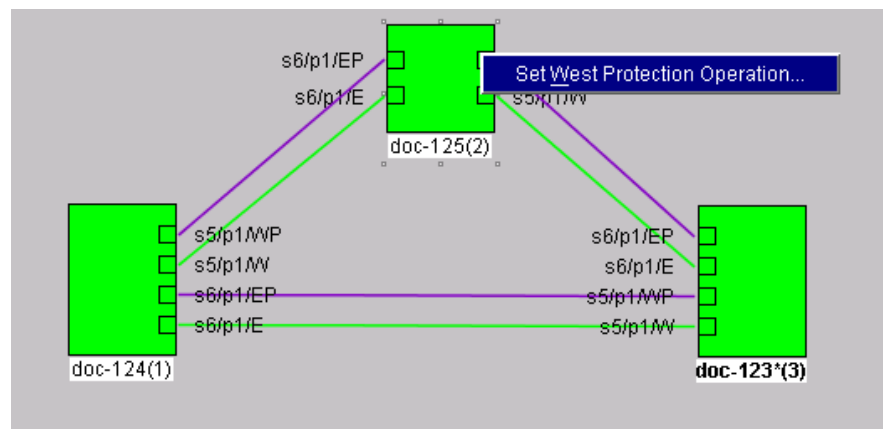 s6/p1/EP
Set West Protection Operation...
s6/p1/E
s5/p1/W
doc-125(2)
s5/p1/WP
s6/p1/EP
s5/p1/W
s6/p1/E
s6/p1/EP
s5/p1/WP
s6/p1/E
s5/p1/W
doc-124(1)
doc-123*(3)